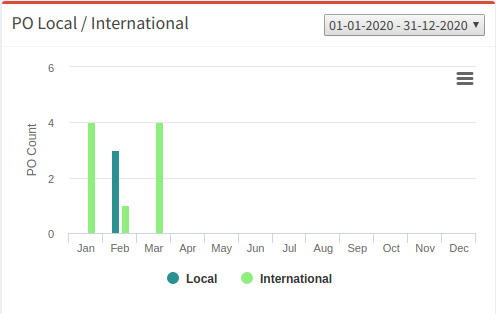 PO Local / International
01-01-2020 - 31-12-2020
6
4
2
0
PO Count
Jan Feb Mar Apr May Jun Jul Aug Sep Oct Nov Dec
Local International